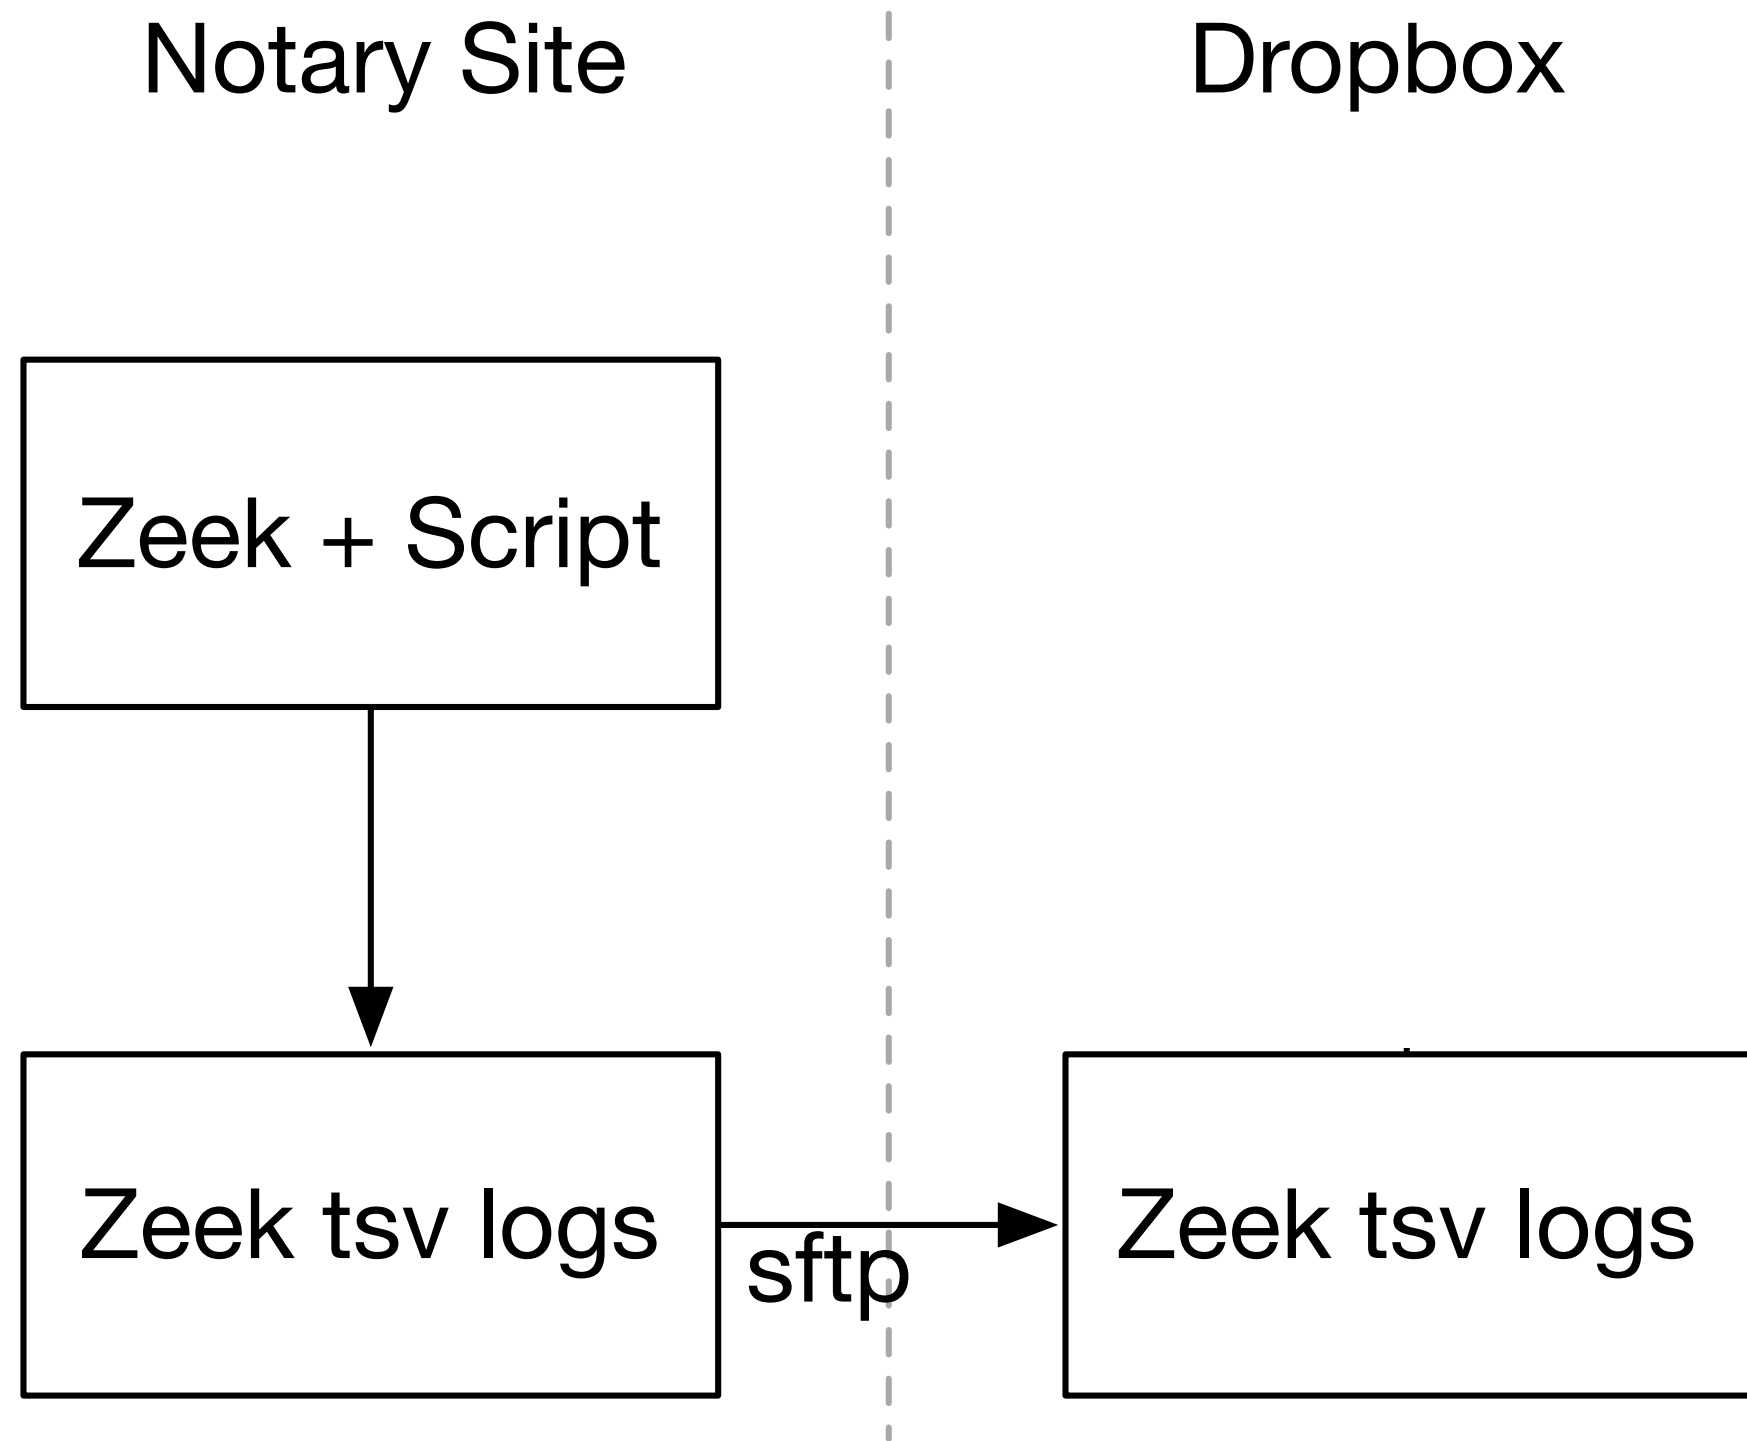 Notary Site
Dropbox
Zeek + Script
Zeek tsv logs
sftp
Zeek tsv logs